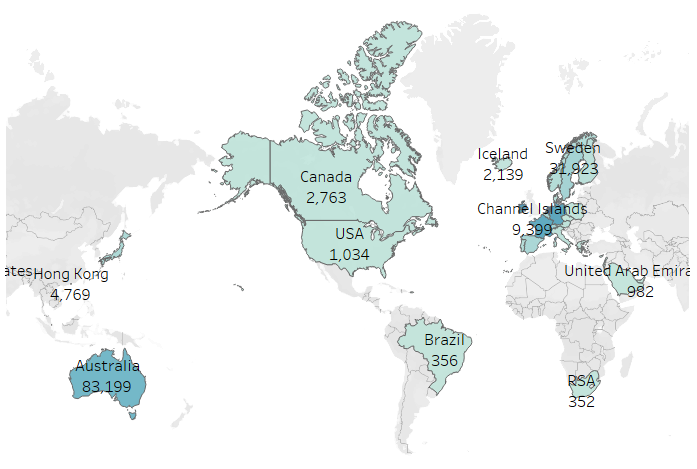 Iceland
2,139
Sweden
31,923
Canada
2,763
Channel Islands
9,399
USA
1,034
ates
Hong Kong
4,769
United Arab Emira
982
Brazil
356
Australia
83,199
RSA
352